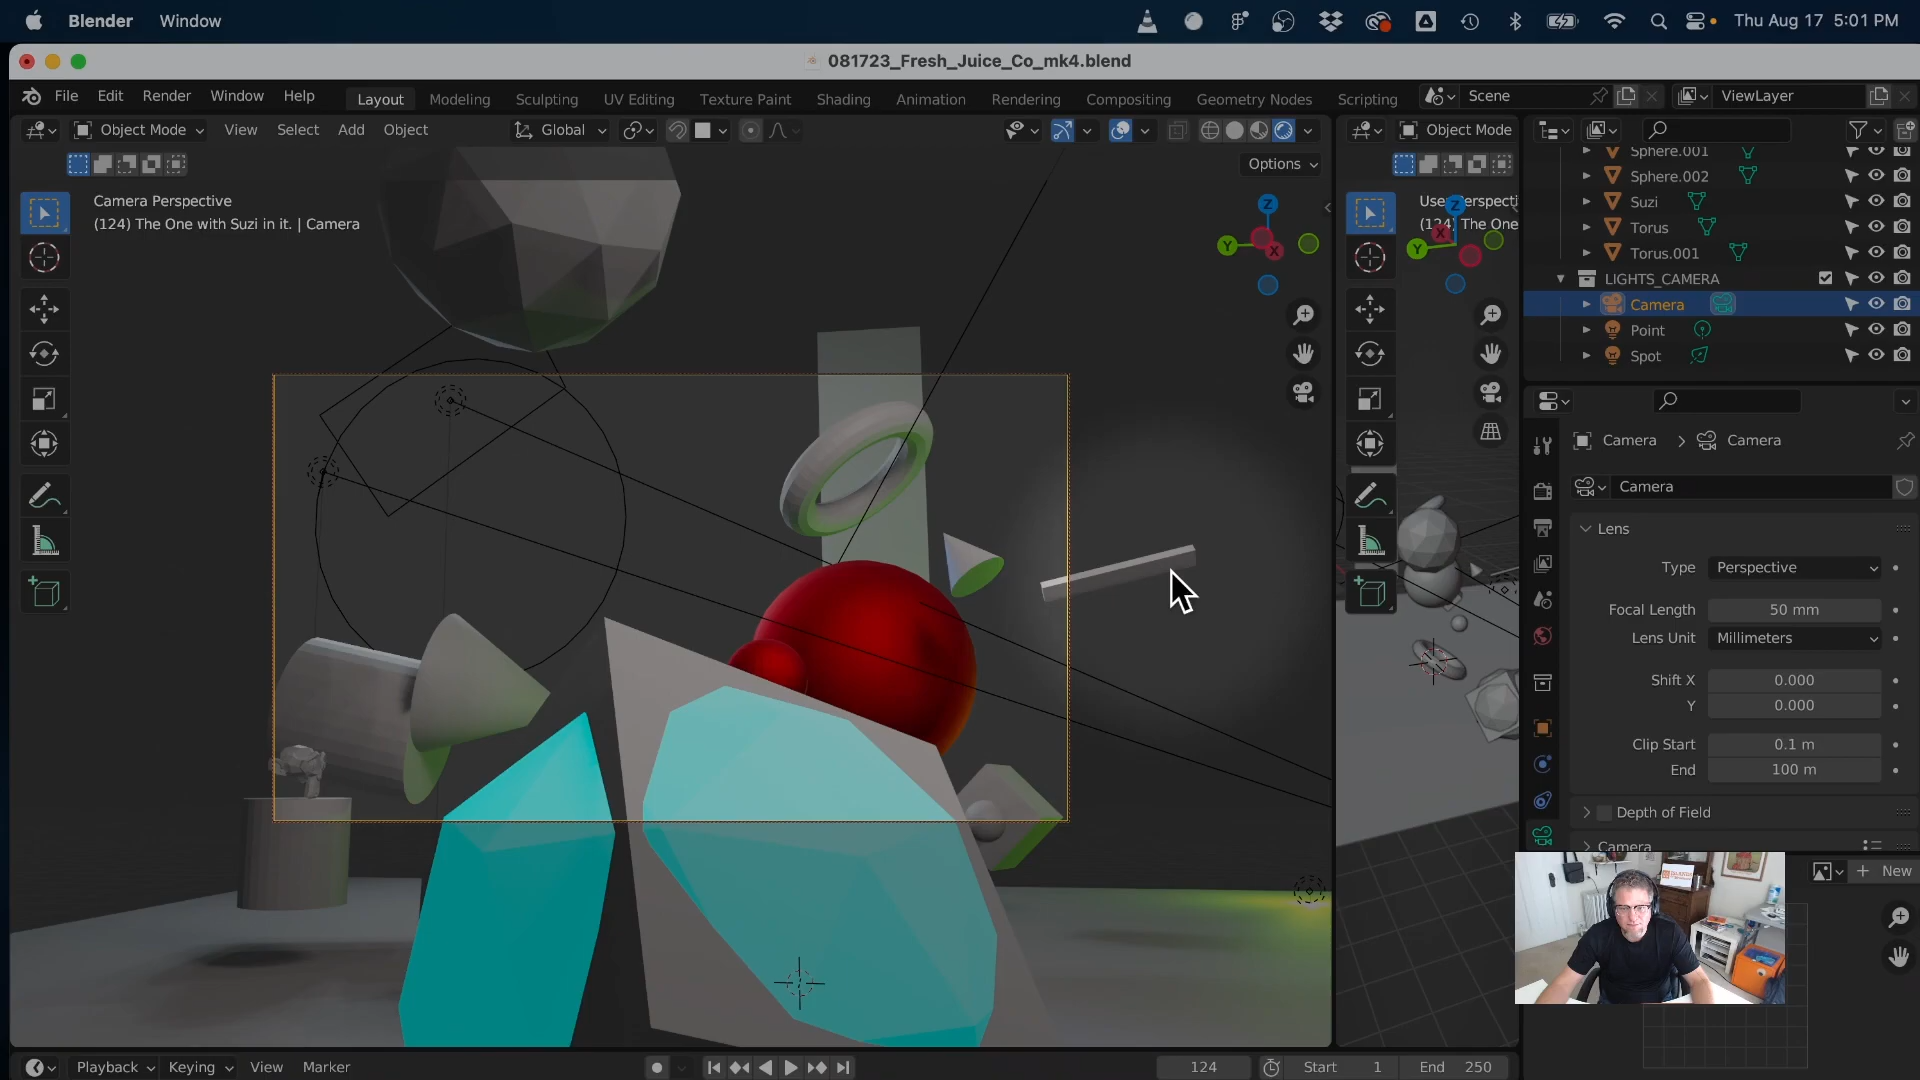 Blender Window Thu Aug 17 5:01 PM
081723_Fresh_Juice_Co_mk4.blend
File Edit Render Window Help Layout Modeling Sculpting UV Editing Texture Paint Shading Animation Rendering Compositing Geometry Nodes Scripting Scene ViewLayer
Object Mode View Select Add Object Global Object Mode
Options
Camera Perspective
(124) The One with Suzi in it. | Camera
Z
Y
X
(124) The One
Z
Y
X
Sphere.001
Sphere.002
Suzi
Torus
Torus.001
LIGHTS_CAMERA
Camera
Point
Spot
Camera > Camera
Camera
Lens
Type Perspective
Focal Length 50 mm
Lens Unit Millimeters
Shift X 0.000
Y 0.000
Clip Start 0.1 m
End 100 m
Depth of Field
Camera
New
Playback Keying View Marker 124 Start 1 End 250